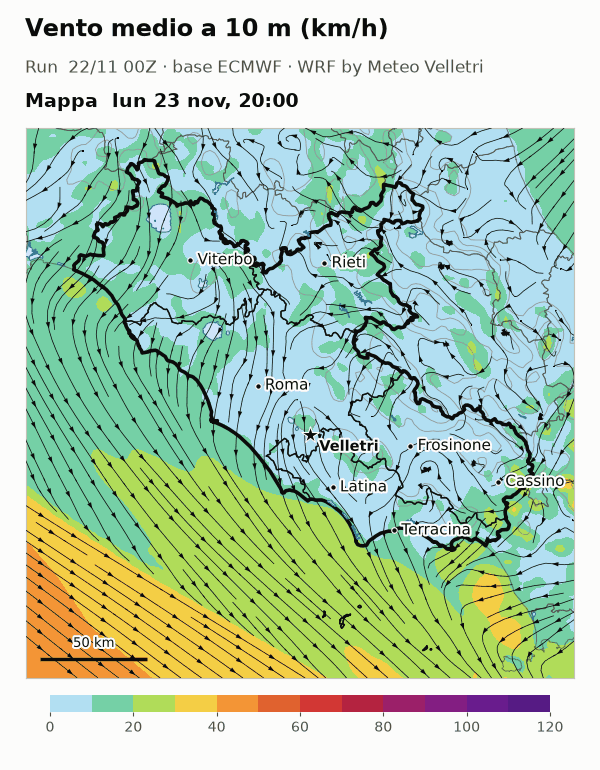 Vento medio a 10 m (km/h)
Run  22/11 00Z · base ECMWF · WRF by Meteo Velletri
Mappa  lun 23 nov, 20:00
Viterbo
Rieti
Roma
Velletri
Frosinone
Latina
Cassino
Terracina
50 km
0 20 40 60 80 100 120